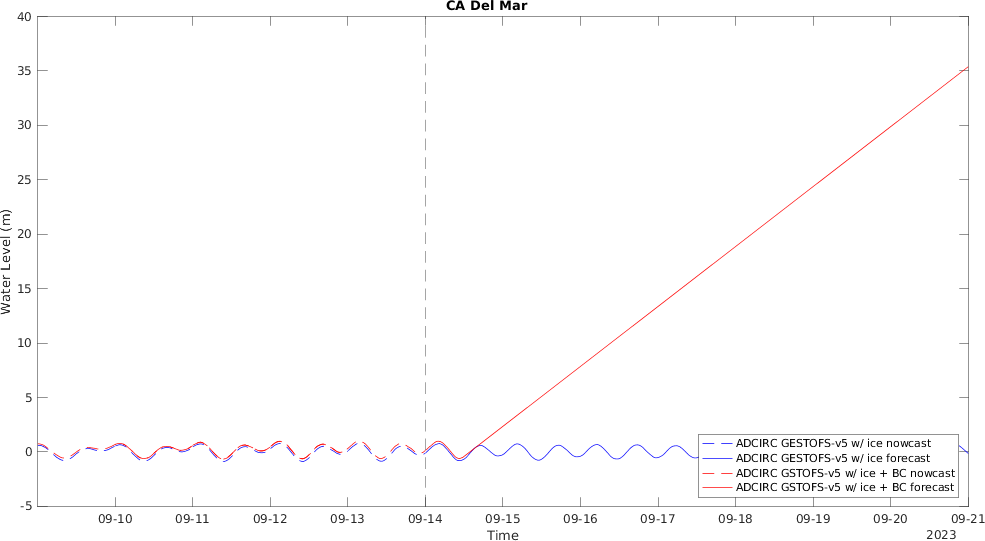 CA Del Mar
40
35
30
25
20
15
10
5
0
-5
Water Level (m)
ADCIRC GESTOFS-v5 w/ ice nowcast
ADCIRC GESTOFS-v5 w/ ice forecast
ADCIRC GSTOFS-v5 w/ ice + BC nowcast
ADCIRC GSTOFS-v5 w/ ice + BC forecast
09-10 09-11 09-12 09-13 09-14 09-15 09-16 09-17 09-18 09-19 09-20 09-21
Time
2023